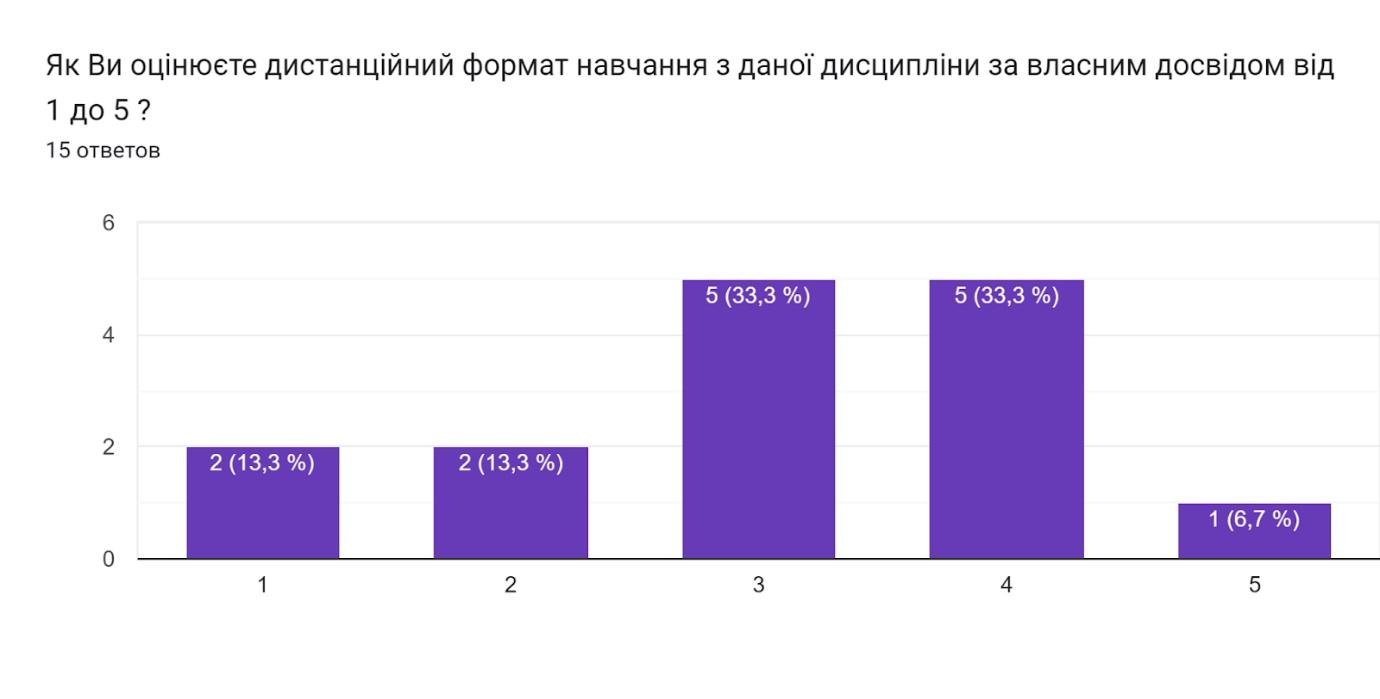 Як Ви оцінюєте дистанційний формат навчання з даної дисципліни за власним досвідом від
1 до 5 ?
15 ответов
6
5 (33,3 %) 5 (33,3 %)
4
2
2 (13,3 %) 2 (13,3 %)
1 (6,7 %)
0
1 2 3 4 5